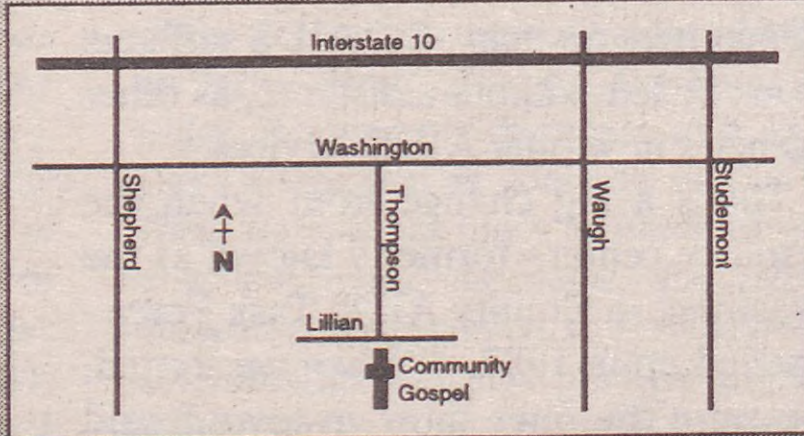 Interstate 10
Washington
Shepherd
Thompson
Waugh
Studemont
N
Lillian
Community
Gospel